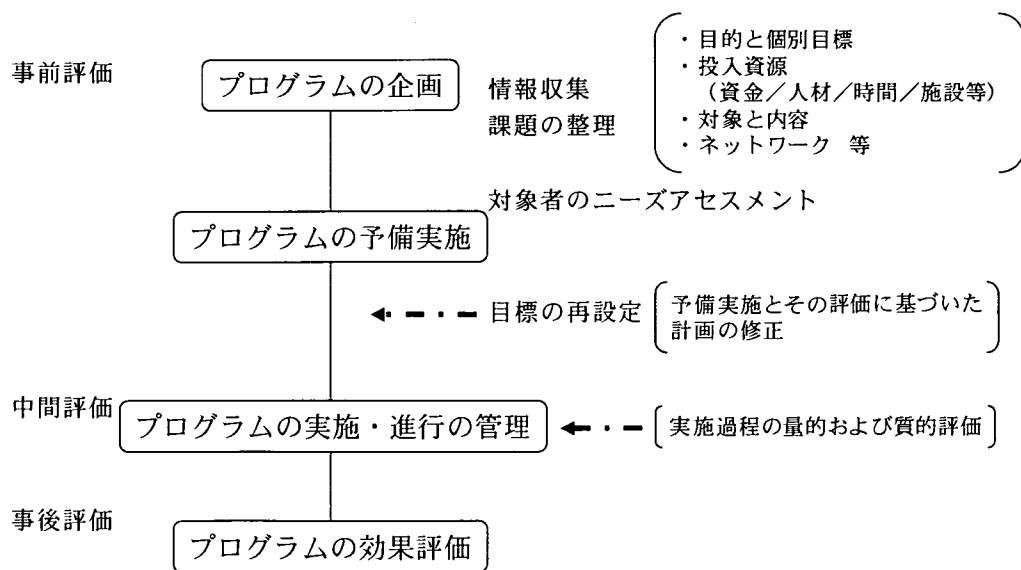 事前評価
プログラムの企画
情報収集
課題の整理
・目的と個別目標
・投入資源
（資金／人材／時間／施設等）
・対象と内容
・ネットワーク 等
対象者のニーズアセスメント
プログラムの予備実施
目標の再設定
予備実施とその評価に基づいた
計画の修正
中間評価
プログラムの実施・進行の管理
実施過程の量的および質的評価
事後評価
プログラムの効果評価